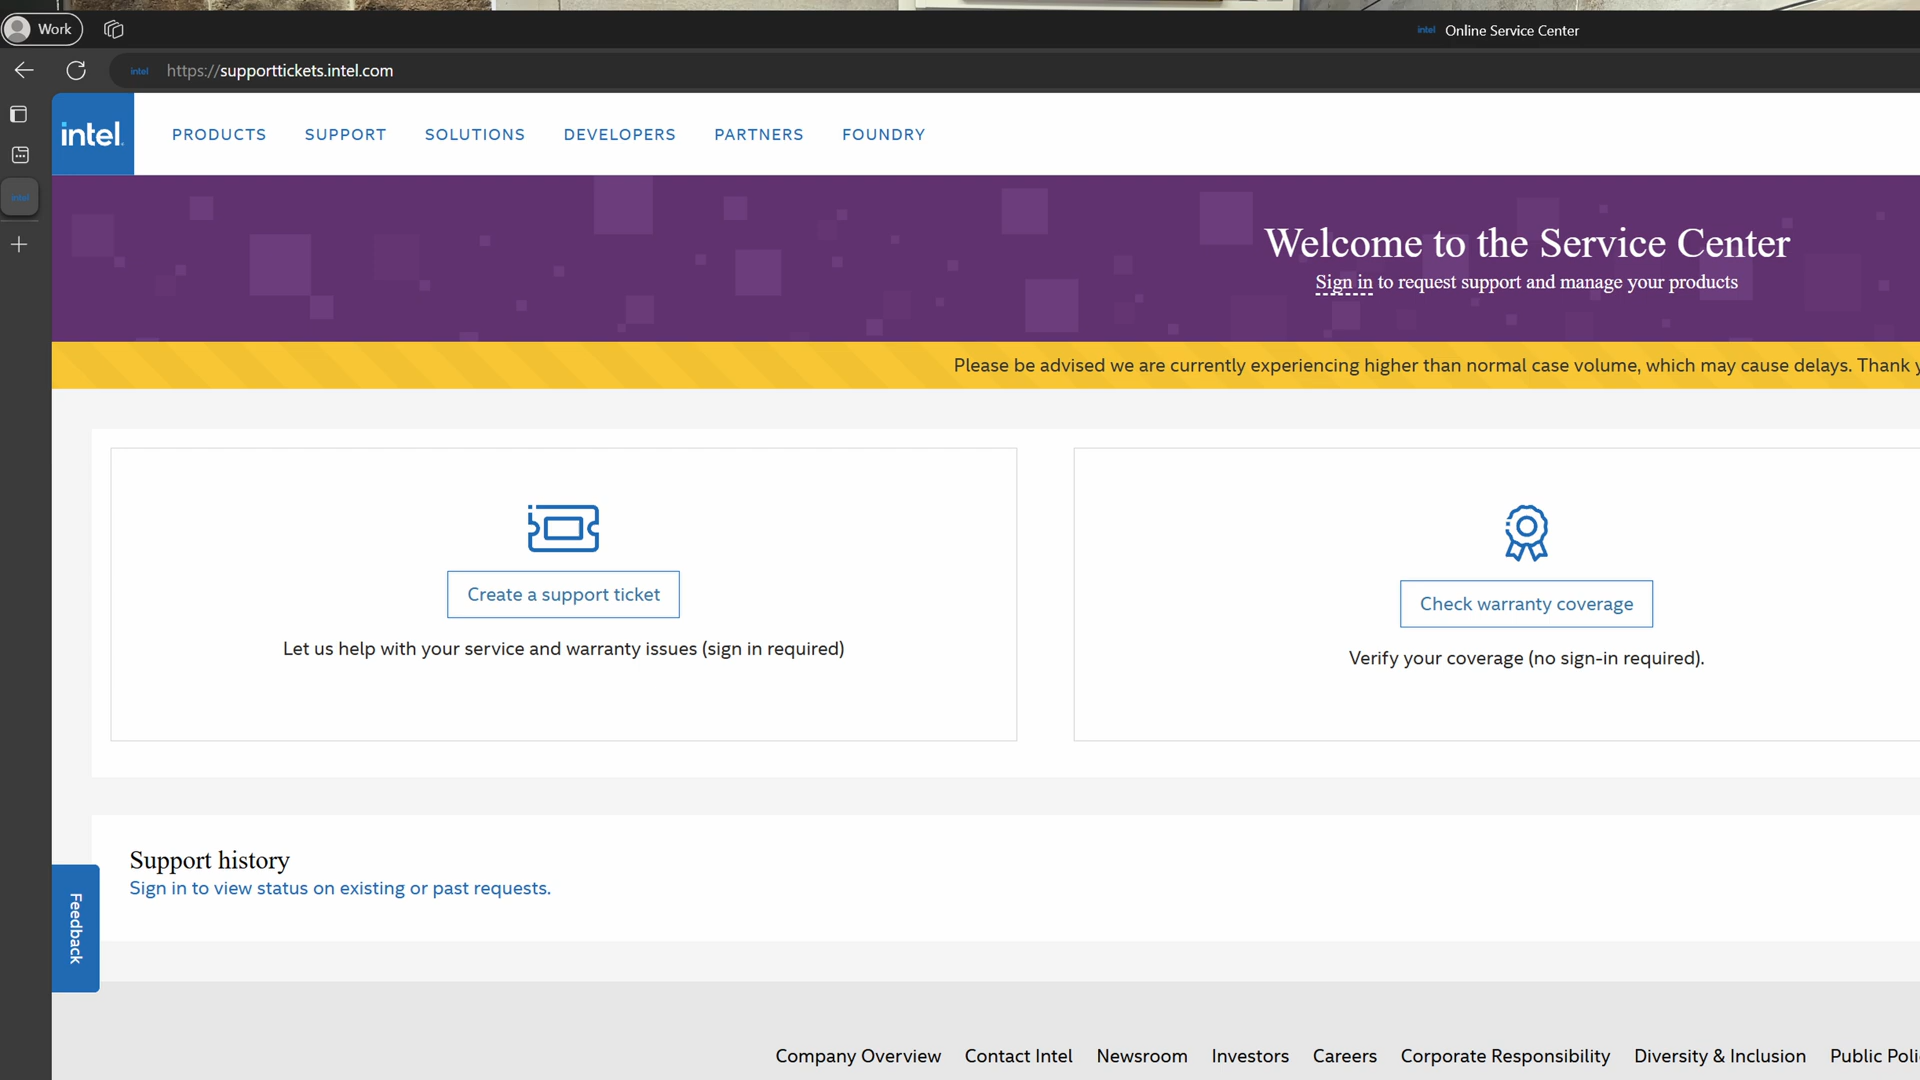 Work
intel Online Service Center
intel https://supporttickets.intel.com
intel. PRODUCTS SUPPORT SOLUTIONS DEVELOPERS PARTNERS FOUNDRY
intel
Welcome to the Service Center
Sign in to request support and manage your products
Please be advised we are currently experiencing higher than normal case volume, which may cause delays. Thank y
Create a support ticket
Let us help with your service and warranty issues (sign in required)
Check warranty coverage
Verify your coverage (no sign-in required).
Support history
Sign in to view status on existing or past requests.
Feedback
Company Overview Contact Intel Newsroom Investors Careers Corporate Responsibility Diversity & Inclusion Public Poli